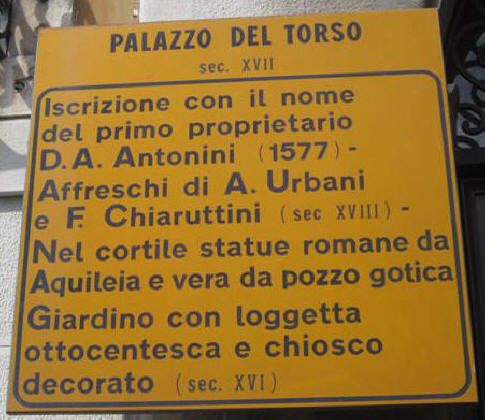 PALAZZO DEL TORSO
sec. XVII
Iscrizione con il nome
del primo proprietario
D.A. Antonini (1577) -
Affreschi di A. Urbani
e F. Chiaruttini (sec XVIII) -
Nel cortile statue romane da
Aquileia e vera da pozzo gotica
Giardino con loggetta
ottocentesca e chiosco
decorato (sec. XVI)